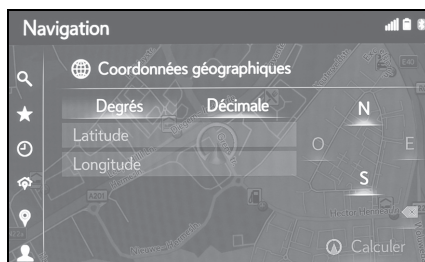 Navigation
Coordonnées géographiques
Degrés Décimale
N
Latitude
O E
Longitude
S
Calculer